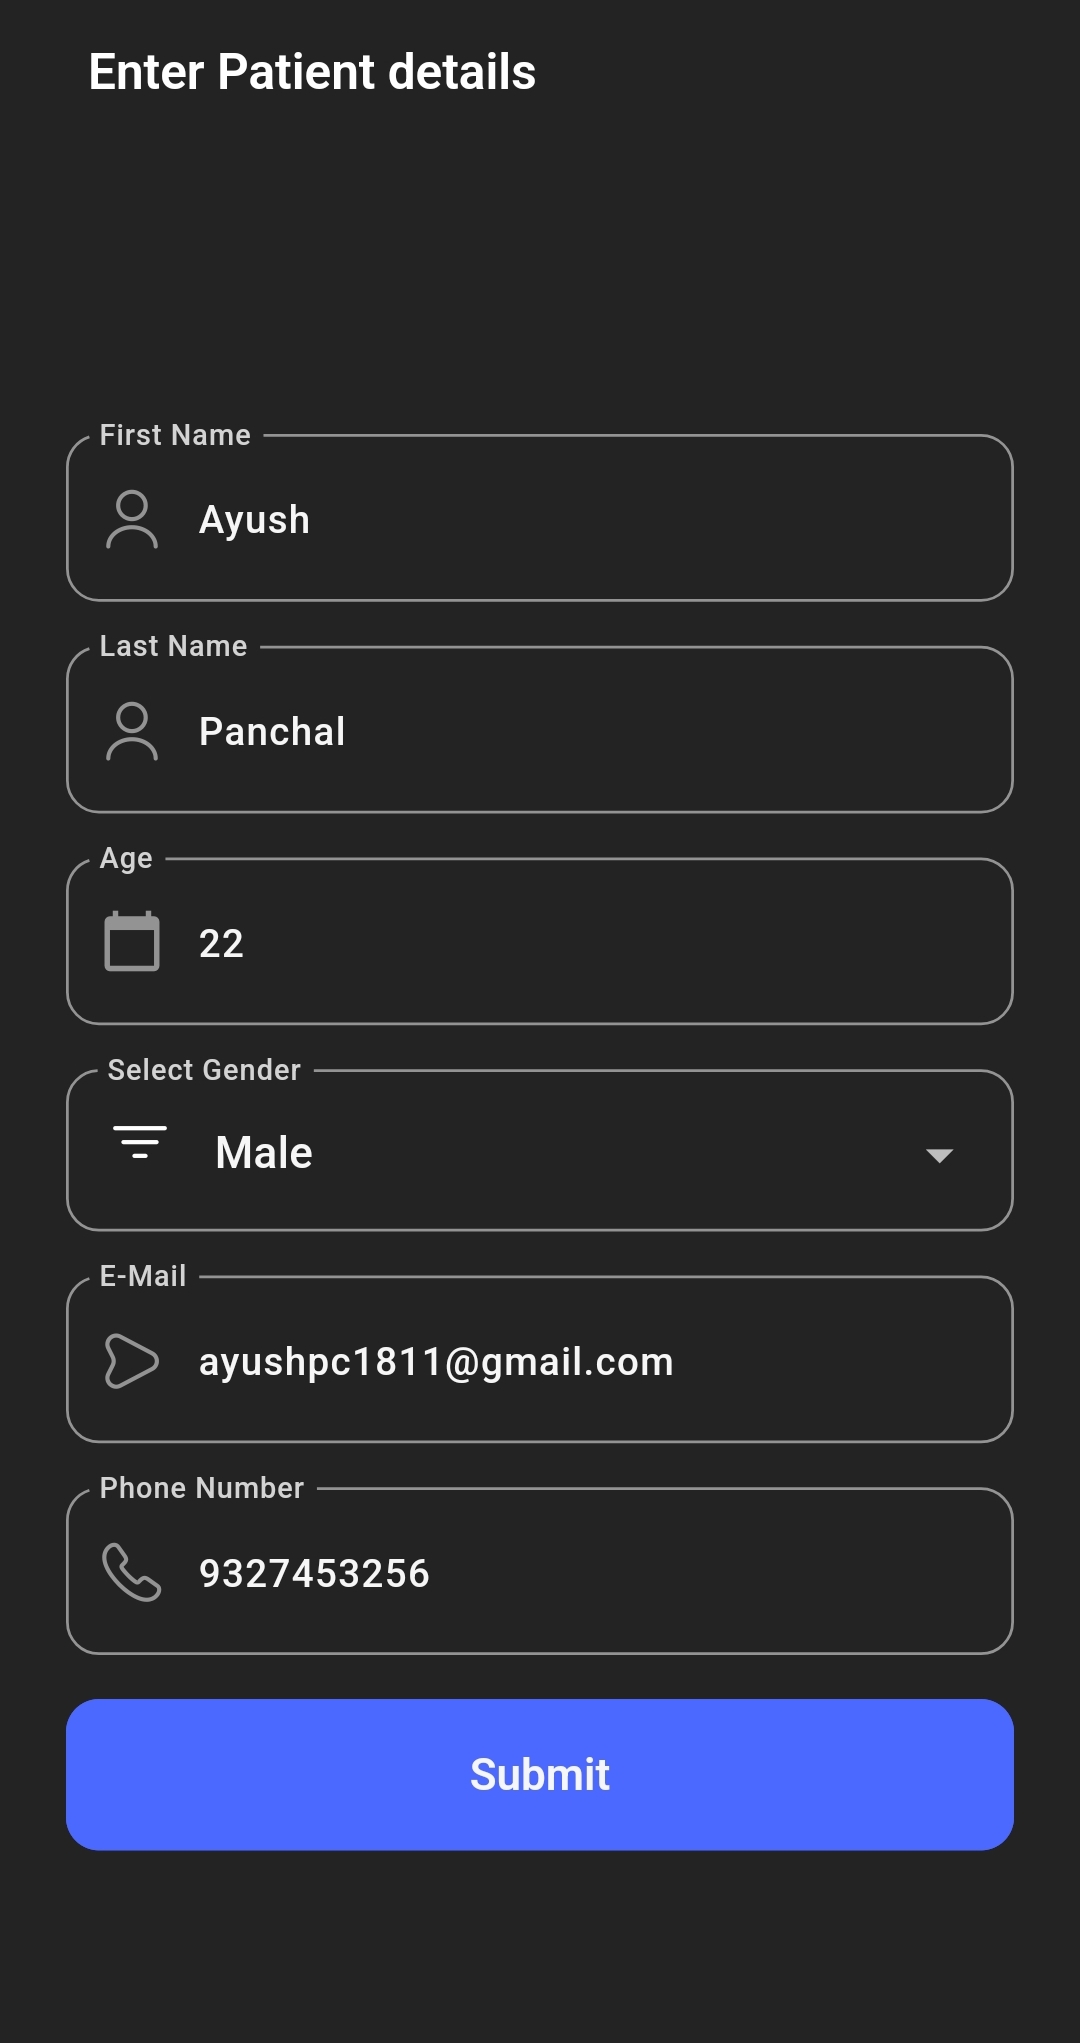 Enter Patient details
First Name
Ayush
Last Name
Panchal
Age
22
Select Gender
Male
E-Mail
ayushpc1811@gmail.com
Phone Number
9327453256
Submit